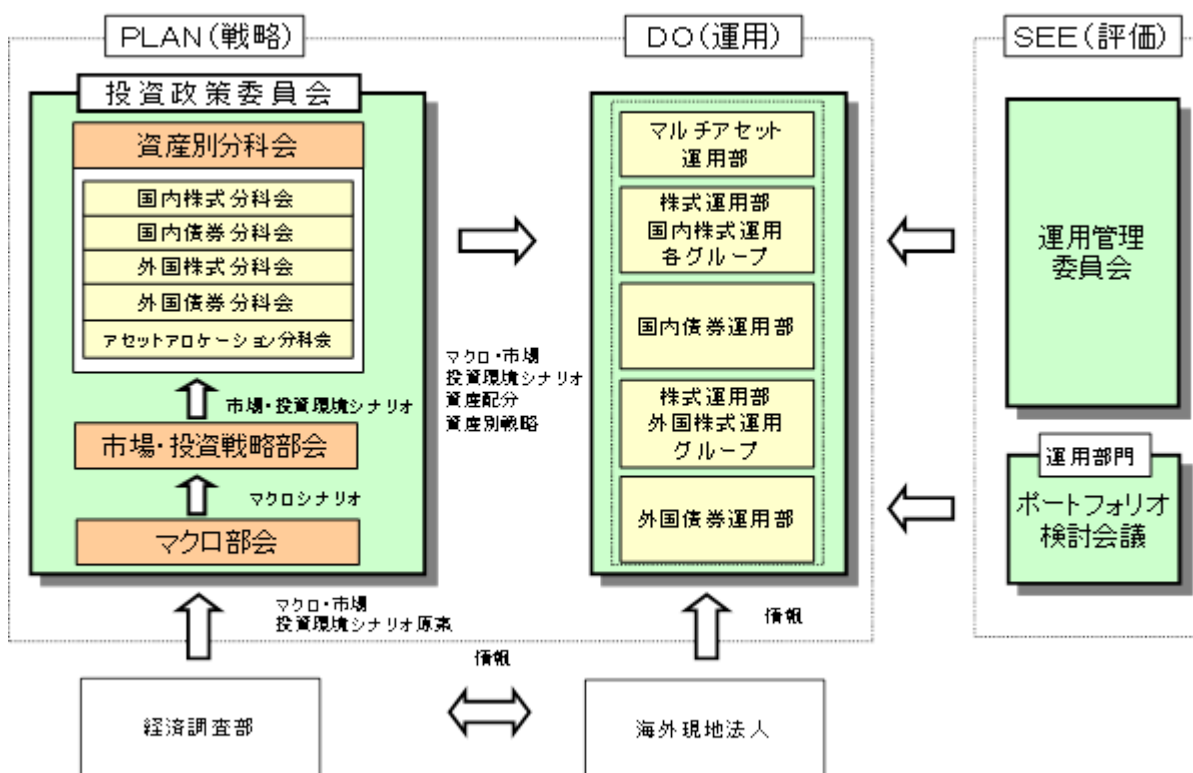 PLAN(戦略)
投資政策委員会
資産別分科会
国内株式分科会
国内債券分科会
外国株式分科会
外国債券分科会
アセットアロケーション分科会
市場・投資環境シナリオ
市場・投資戦略部会
マクロシナリオ
マクロ部会
マクロ・市場
投資環境シナリオ原案
経済調査部
マクロ・市場
投資環境シナリオ
資産配分
資産別戦略
情報
DO(運用)
マルチアセット
運用部
株式運用部
国内株式運用
各グループ
国内債券運用部
株式運用部
外国株式運用
グループ
外国債券運用部
情報
海外現地法人
SEE(評価)
運用管理
委員会
運用部門
ポートフォリオ
検討会議